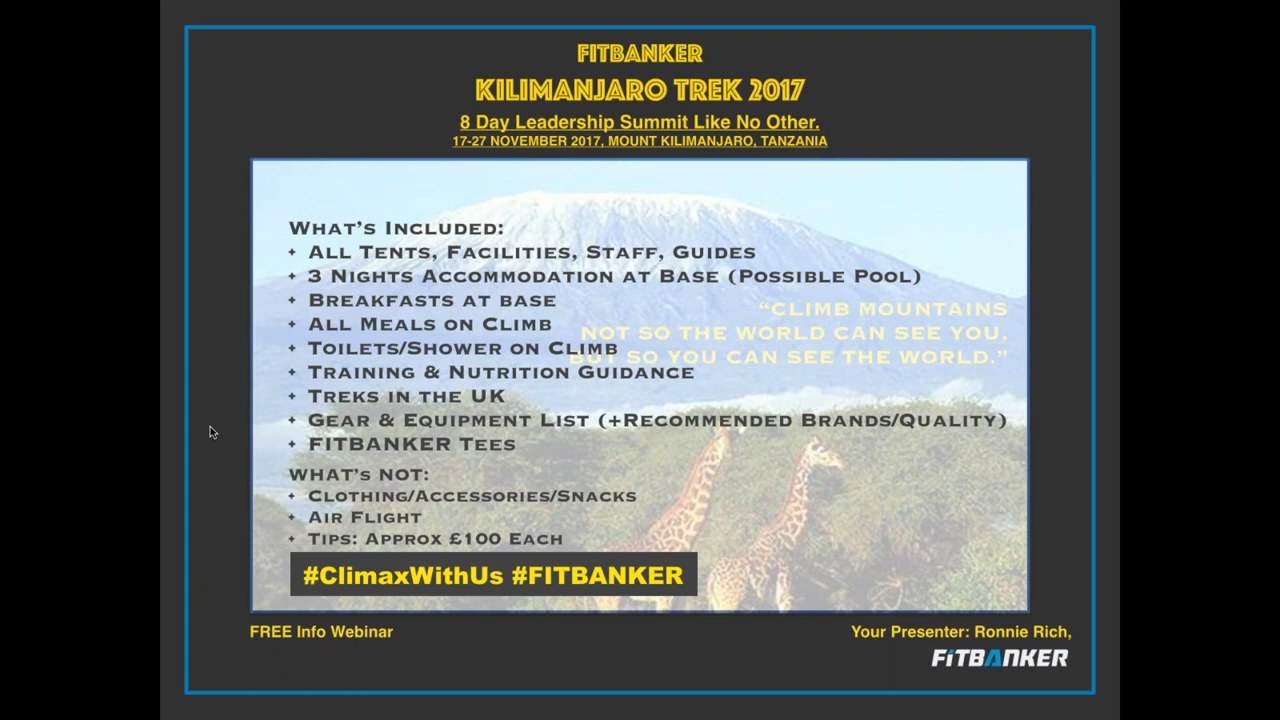 FITBANKER
KILIMANJARO TREK 2017
8 Day Leadership Summit Like No Other.
17-27 NOVEMBER 2017, MOUNT KILIMANJARO, TANZANIA
What's Included:
+ All Tents, Facilities, Staff, Guides
+ 3 Nights Accommodation at Base (Possible Pool)
+ Breakfasts at base
+ All Meals on Climb
+ Toilets/Shower on Climb
+ Training & Nutrition Guidance
+ Treks in the UK
+ Gear & Equipment List (+Recommended Brands/Quality)
+ FITBANKER Tees
What's Not:
+ Clothing/Accessories/Snacks
+ Air Flight
+ Tips: Approx £100 Each
“CLIMB MOUNTAINS
NOT SO THE WORLD CAN SEE YOU,
BUT SO YOU CAN SEE THE WORLD.”
#ClimaxWithUs #FITBANKER
FREE Info Webinar
Your Presenter: Ronnie Rich,
FiTBANKER